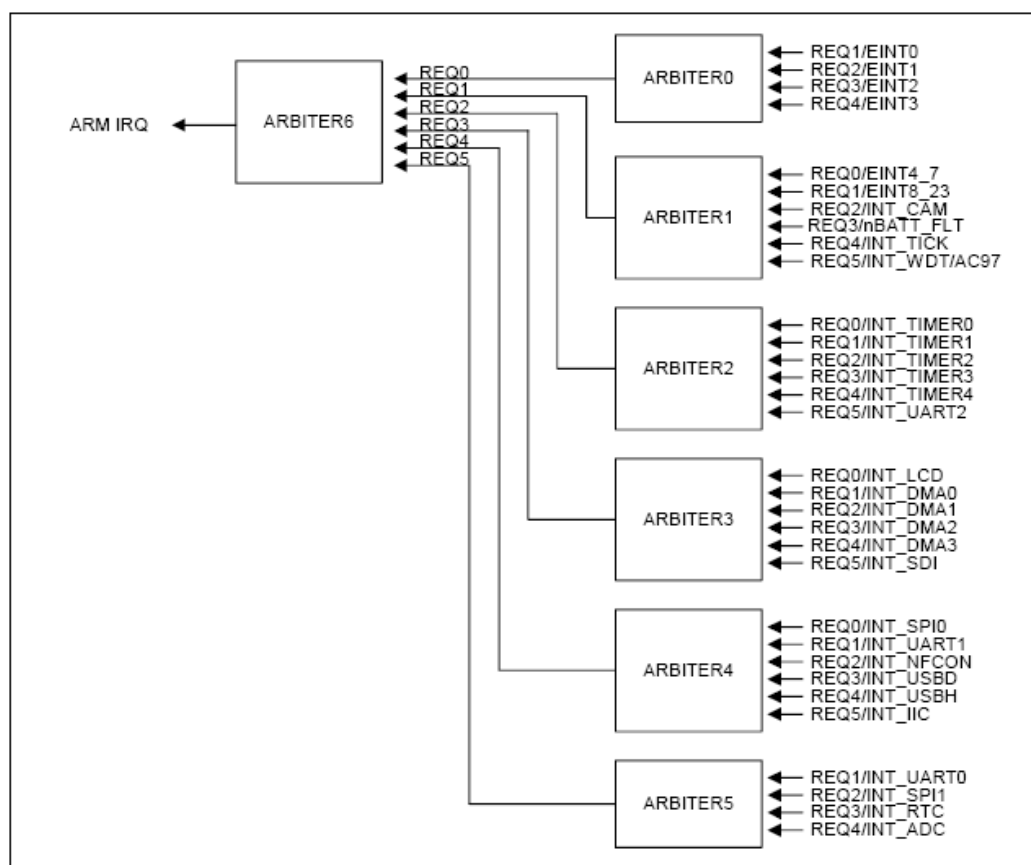 ARM IRQ
ARBITER6
REQ0
REQ1
REQ2
REQ3
REQ4
REQ5
ARBITER0
REQ1/EINT0
REQ2/EINT1
REQ3/EINT2
REQ4/EINT3
ARBITER1
REQ0/EINT4_7
REQ1/EINT8_23
REQ2/INT_CAM
REQ3/nBATT_FLT
REQ4/INT_TICK
REQ5/INT_WDT/AC97
ARBITER2
REQ0/INT_TIMER0
REQ1/INT_TIMER1
REQ2/INT_TIMER2
REQ3/INT_TIMER3
REQ4/INT_TIMER4
REQ5/INT_UART2
ARBITER3
REQ0/INT_LCD
REQ1/INT_DMA0
REQ2/INT_DMA1
REQ3/INT_DMA2
REQ4/INT_DMA3
REQ5/INT_SDI
ARBITER4
REQ0/INT_SPI0
REQ1/INT_UART1
REQ2/INT_NFCON
REQ3/INT_USBD
REQ4/INT_USBH
REQ5/INT_IIC
ARBITER5
REQ1/INT_UART0
REQ2/INT_SPI1
REQ3/INT_RTC
REQ4/INT_ADC